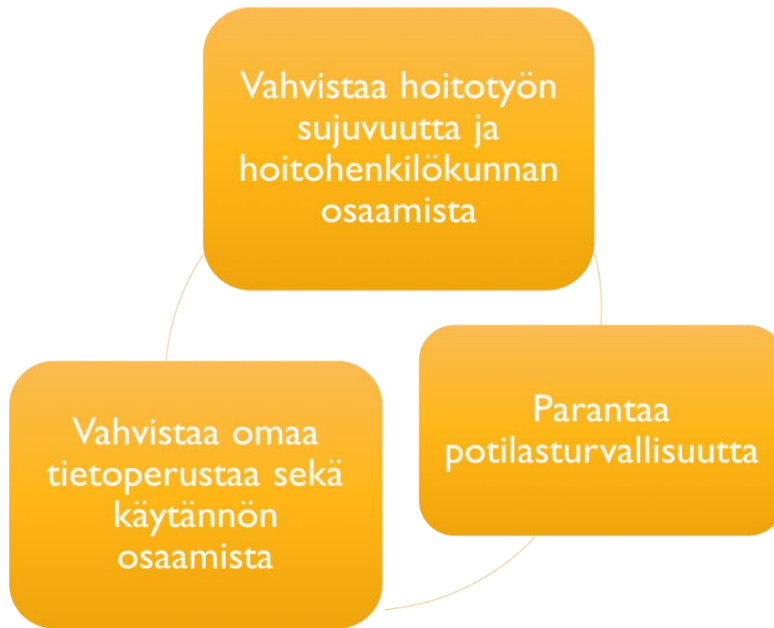 Vahvistaa hoitotyön
sujuvuutta ja
hoitohenkilökunnan
osaamista
Parantaa
potilasturvallisuutta
Vahvistaa omaa
tietoperustaa sekä
käytännön
osaamista